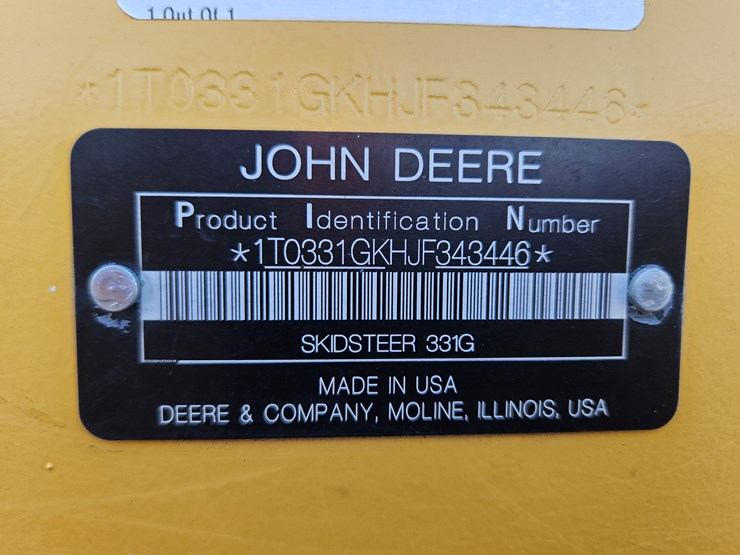 1 Out Of 1
*1T0331GKHJF343446*
JOHN DEERE
Product Identification Number
*1T0331GKHJF343446*
SKIDSTEER 331G
MADE IN USA
DEERE & COMPANY, MOLINE, ILLINOIS, USA